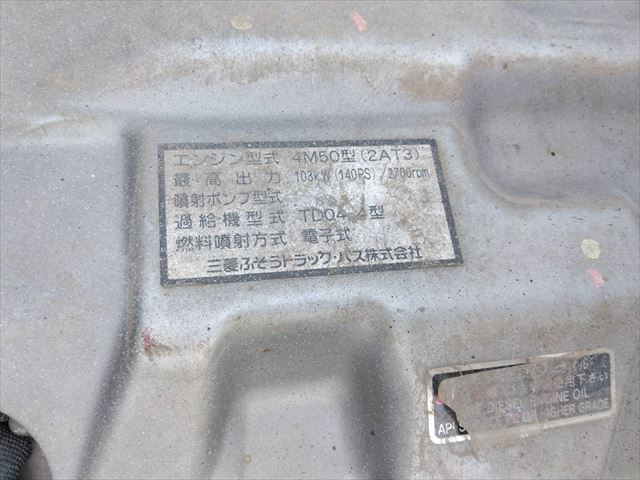 エンジン型式 4M50型(2AT3)
最高出力 103kW(140PS)/2700rpm
噴射ポンプ型式
過給機型式 TD04 型
燃料噴射方式 電子式
三菱ふそうトラック・バス株式会社
下さい
DIESEL ENGINE OIL
HIGHER GRADE